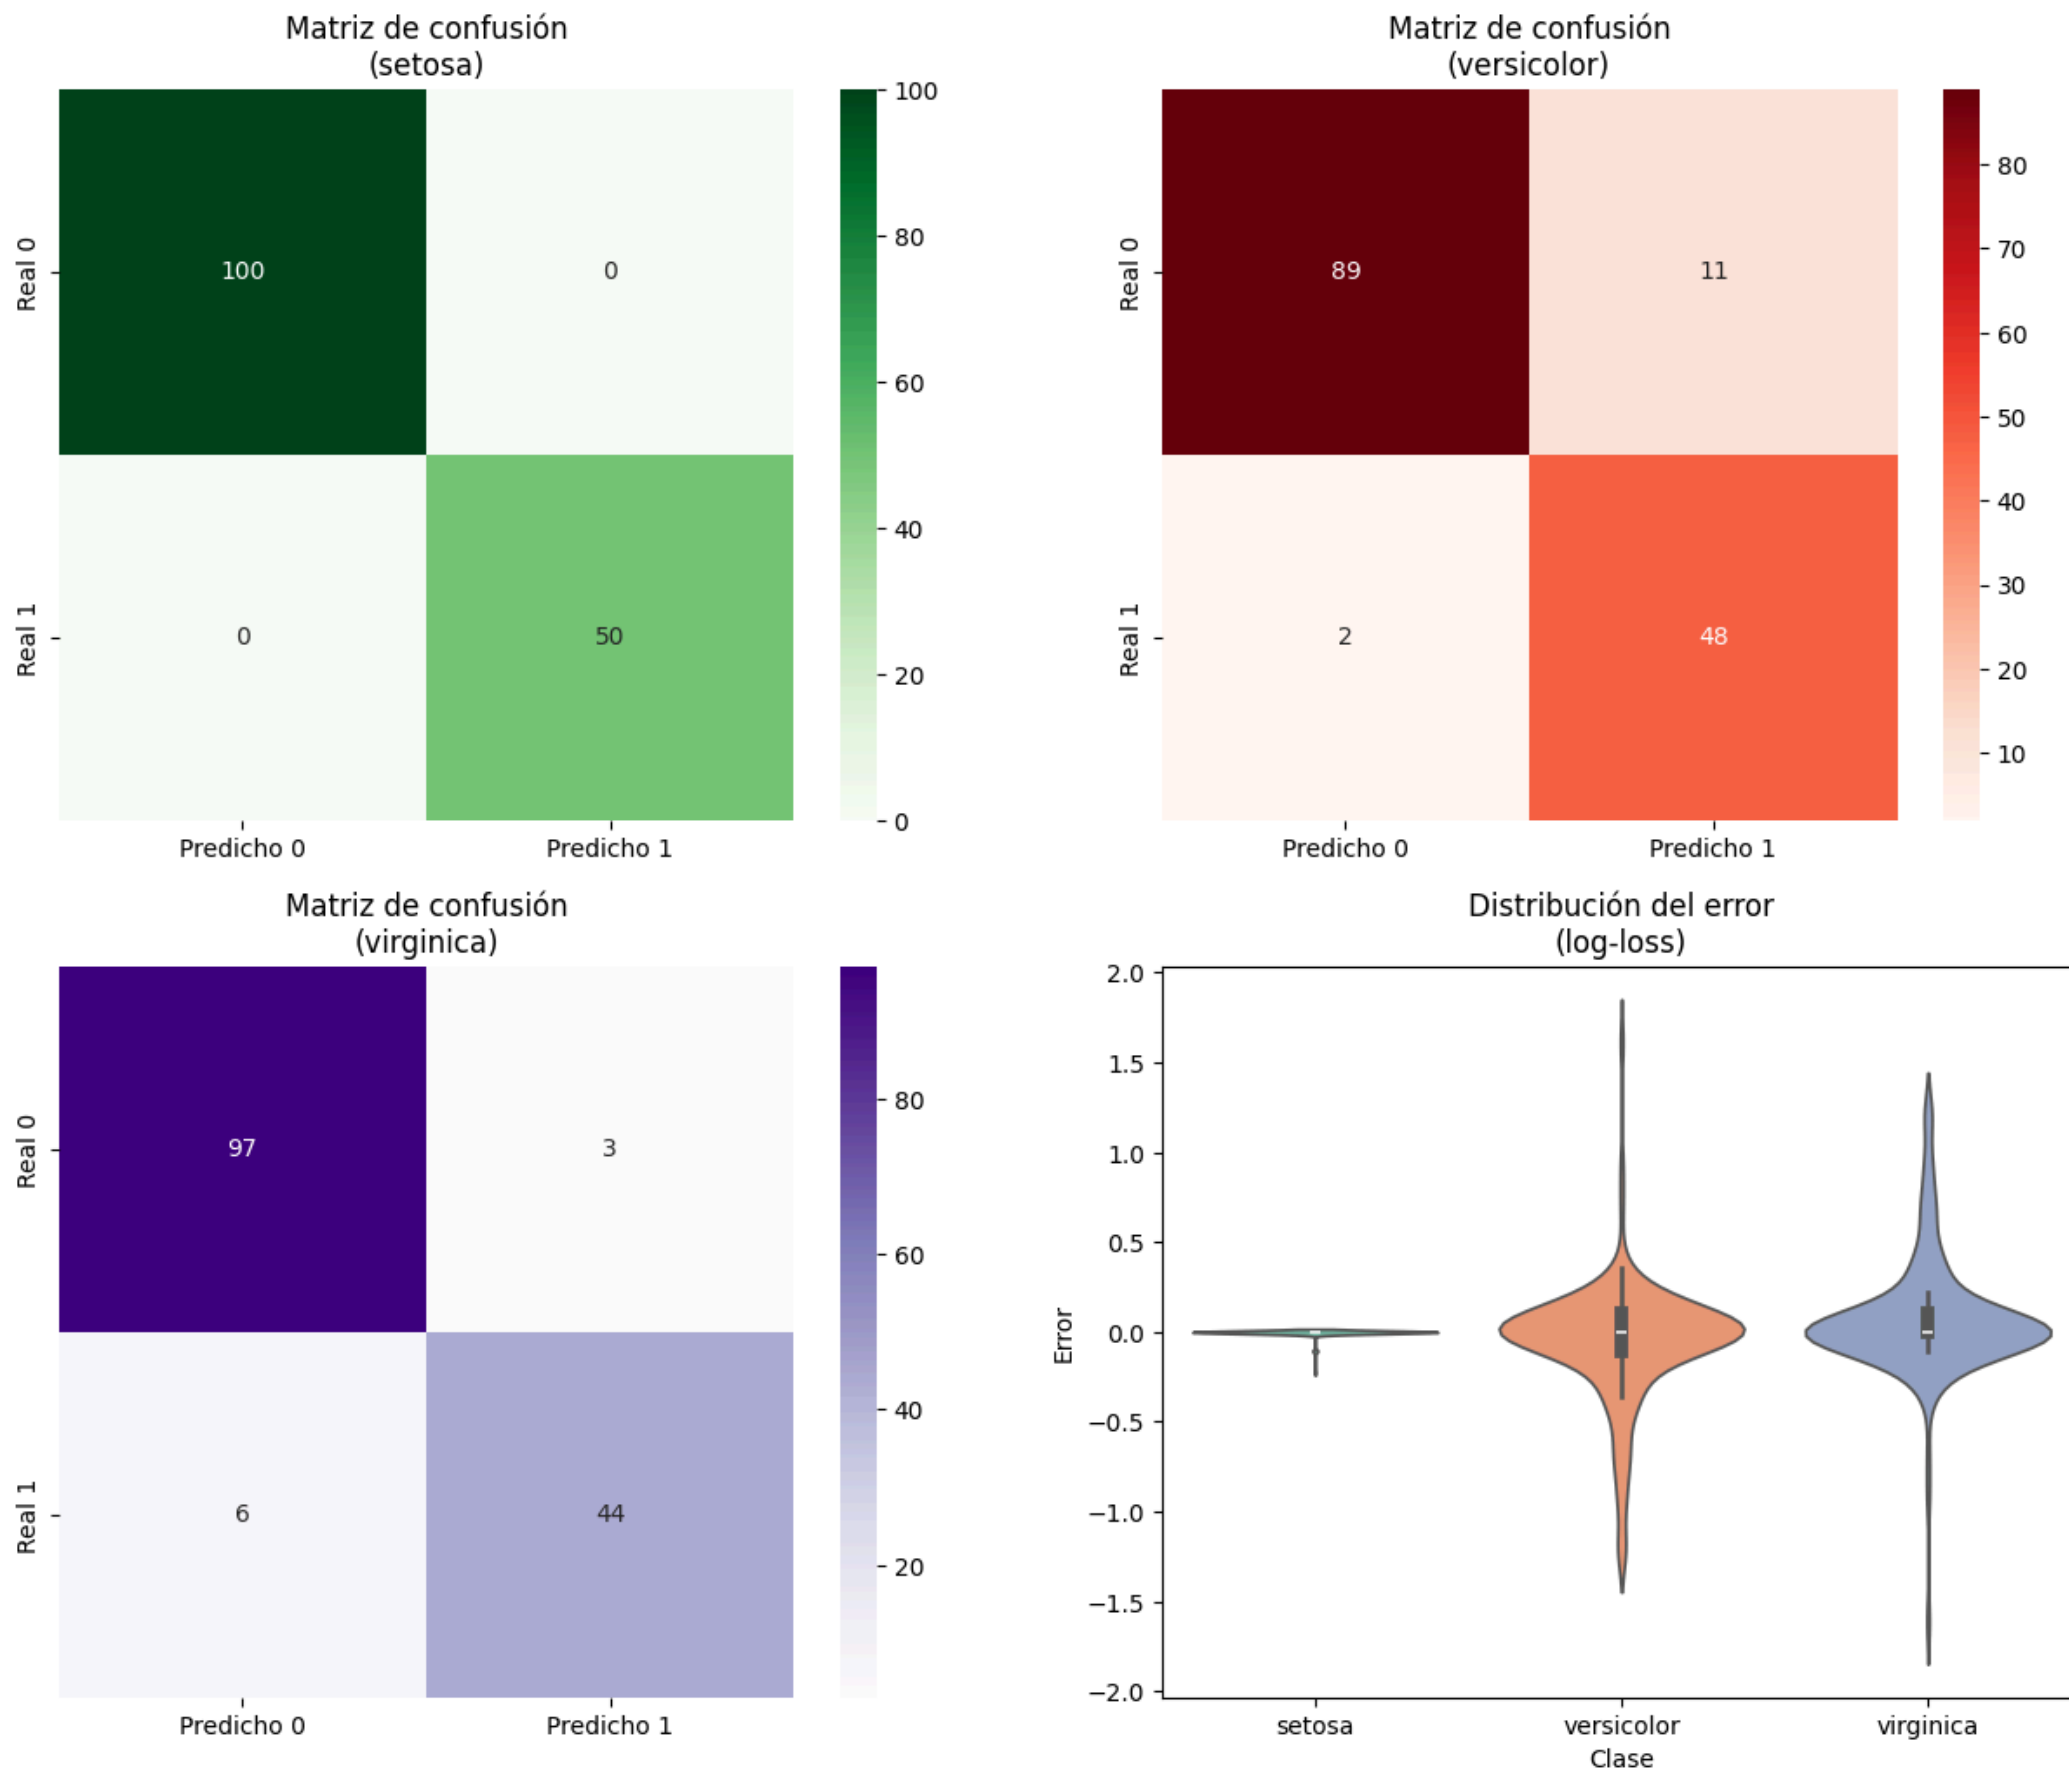 Matriz de confusión
(setosa)
Real 0
Real 1
100
0
0
50
Predicho 0
Predicho 1
100
80
60
40
20
0
Matriz de confusión
(versicolor)
Real 0
Real 1
89
11
2
48
Predicho 0
Predicho 1
80
70
60
50
40
30
20
10
Matriz de confusión
(virginica)
Real 0
Real 1
97
3
6
44
Predicho 0
Predicho 1
80
60
40
20
Distribución del error
(log-loss)
Error
2.0
1.5
1.0
0.5
0.0
−0.5
−1.0
−1.5
−2.0
setosa
versicolor
virginica
Clase